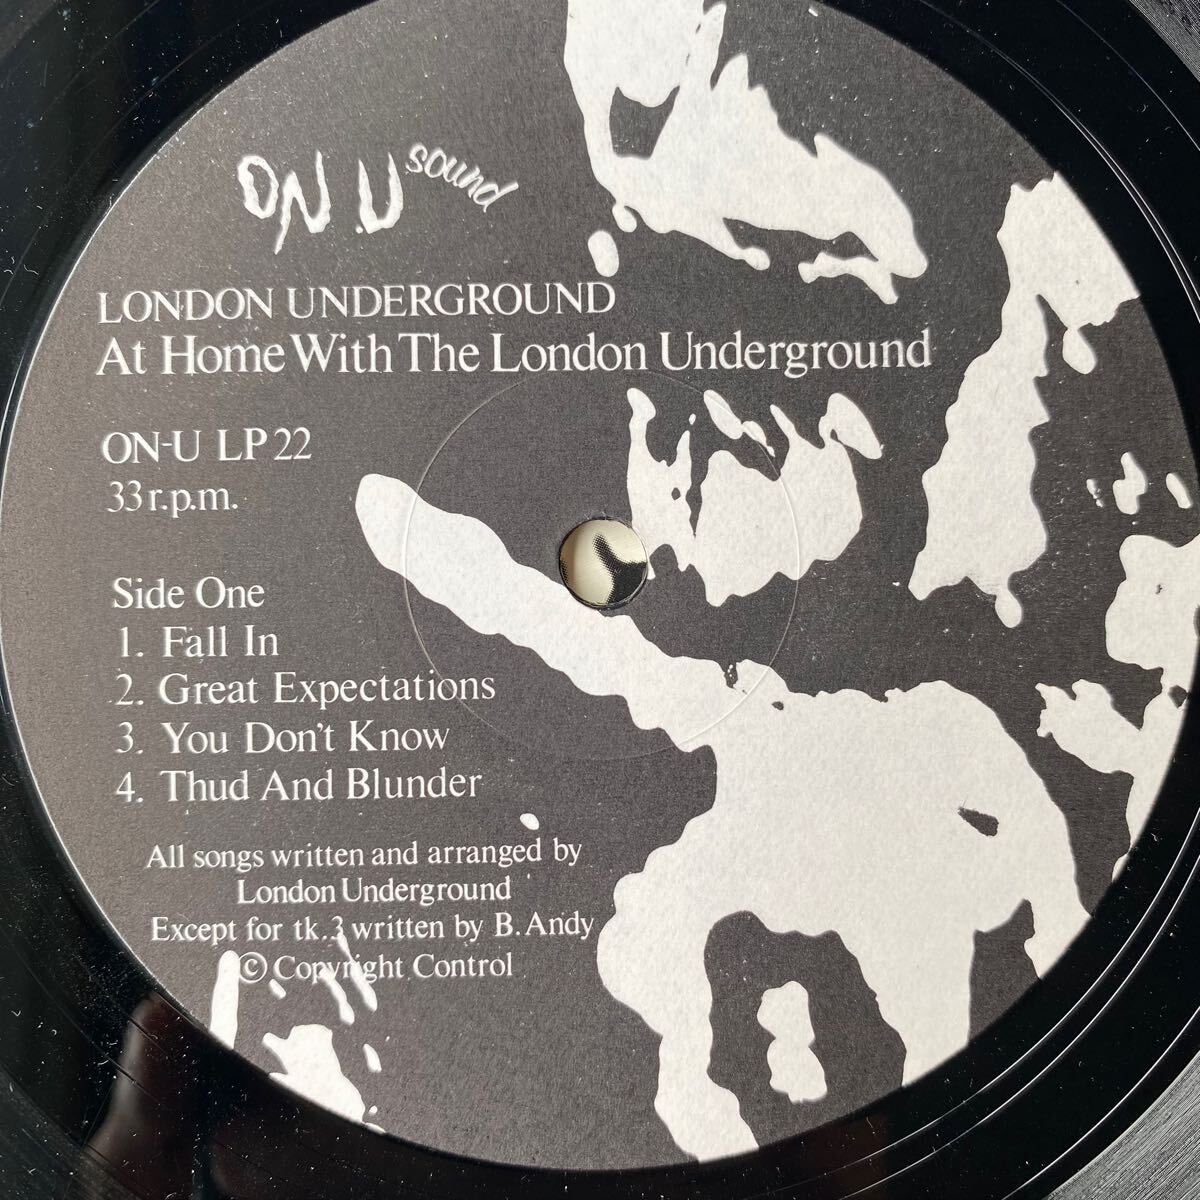 ON.U sound
LONDON UNDERGROUND
At Home With The London Underground
ON-U LP 22
33 r.p.m.
Side One
1. Fall In
2. Great Expectations
3. You Don't Know
4. Thud And Blunder
All songs written and arranged by
London Underground
Except for tk.3 written by B. Andy
© Copyright Control